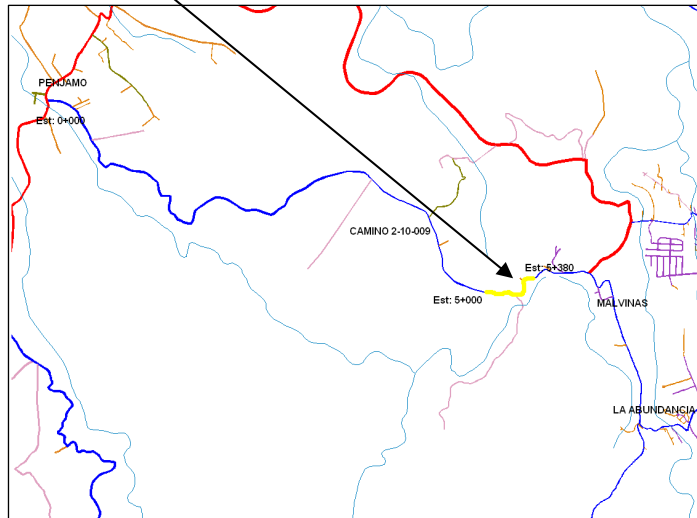 PENJAMO
Est: 0+000
CAMINO 2-10-009
Est: 5+380
Est: 5+000
MALVINAS
LA ABUNDANCIA